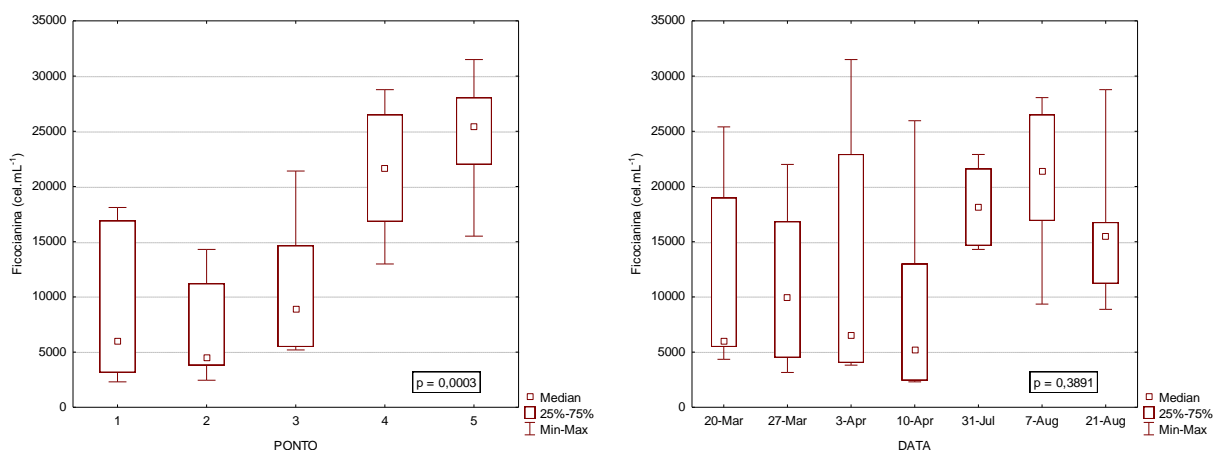 35000
30000
25000
20000
15000
10000
5000
0
Ficocianina (cel.mL⁻¹)
1 2 3 4 5
PONTO
p = 0,0003
Median
25%-75%
Min-Max
35000
30000
25000
20000
15000
10000
5000
0
Ficocianina (cel.mL⁻¹)
20-Mar 27-Mar 3-Apr 10-Apr 31-Jul 7-Aug 21-Aug
DATA
p = 0,3891
Median
25%-75%
Min-Max